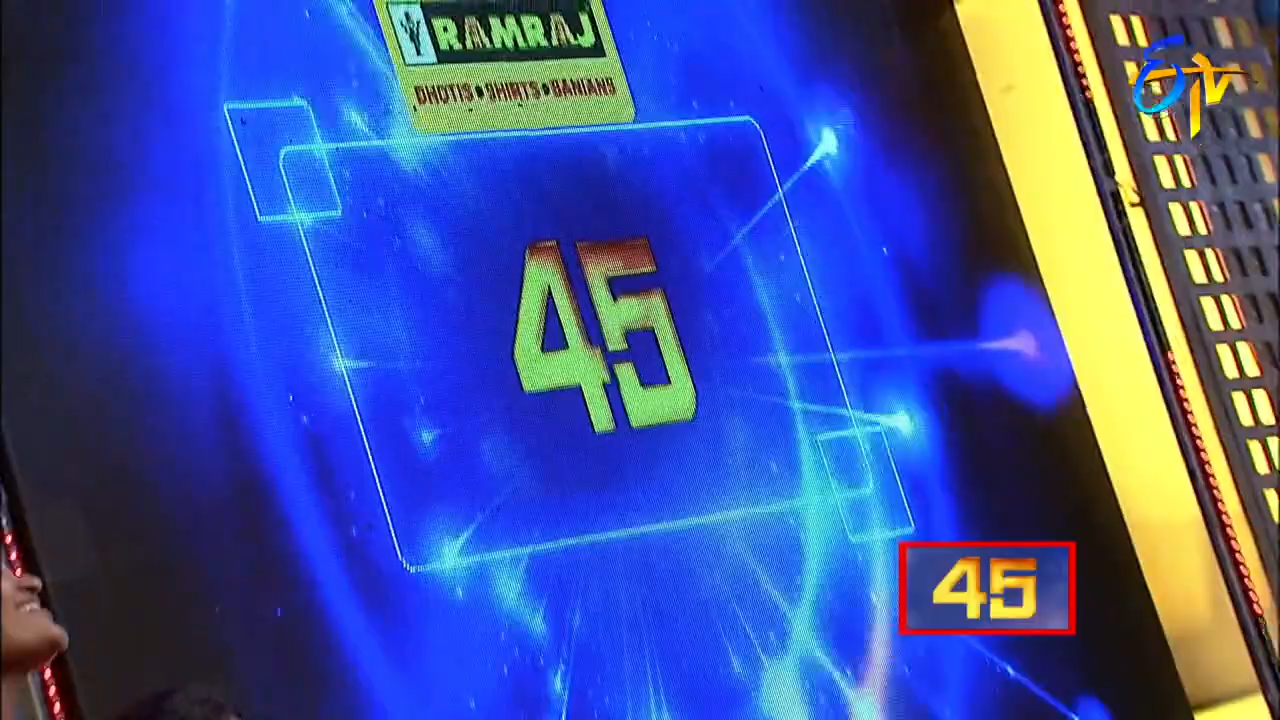 RAMRAJ
DHOTIS • SHIRTS • BANIANS
ETV
45
45